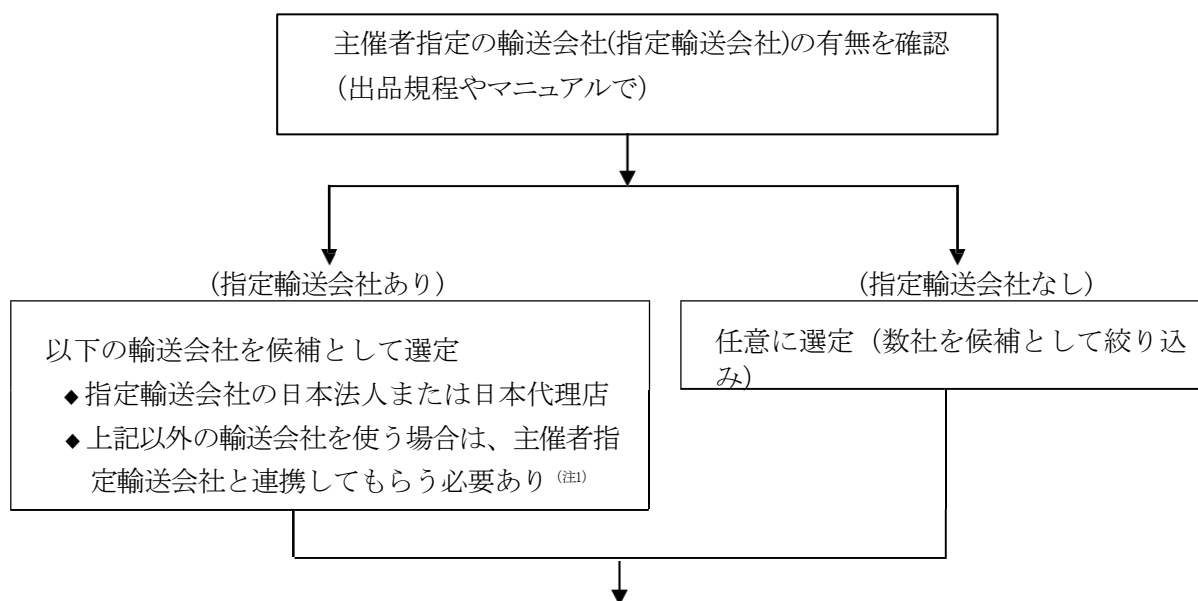 主催者指定の輸送会社(指定輸送会社)の有無を確認
(出品規程やマニュアルで)
(指定輸送会社あり)
以下の輸送会社を候補として選定
◆指定輸送会社の日本法人または日本代理店
◆上記以外の輸送会社を使う場合は、主催者指
定輸送会社と連携してもらう必要あり(注1)
(指定輸送会社なし)
任意に選定（数社を候補として絞り込
み）